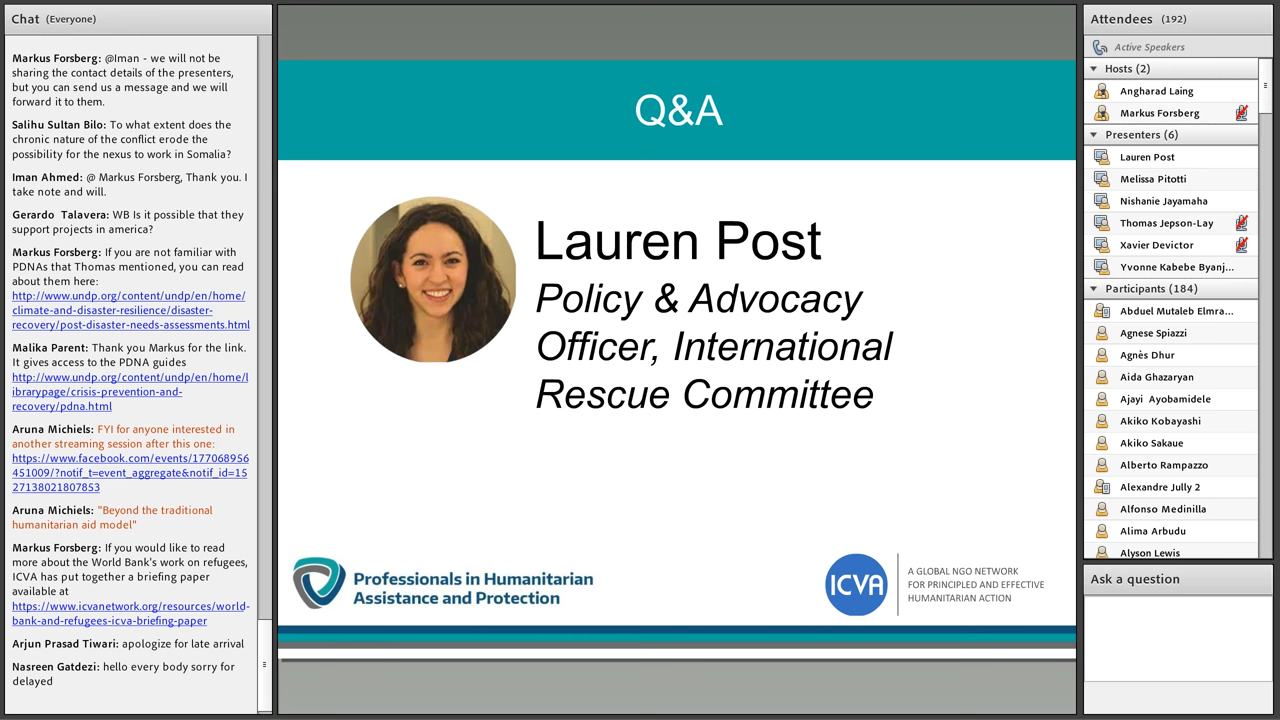 Chat (Everyone)
Markus Forsberg: @Iman - we will not be
sharing the contact details of the presenters,
but you can send us a message and we will
forward it to them.
Salihu Sultan Bilo: To what extent does the
chronic nature of the conflict erode the
possibility for the nexus to work in Somalia?
Iman Ahmed: @ Markus Forsberg, Thank you. I
take note and will.
Gerardo Talavera: WB Is it possible that they
support projects in america?
Markus Forsberg: If you are not familiar with
PDNAs that Thomas mentioned, you can read
about them here:
http://www.undp.org/content/undp/en/home/
climate-and-disaster-resilience/disaster-
recovery/post-disaster-needs-assessments.html
Malika Parent: Thank you Markus for the link.
It gives access to the PDNA guides
http://www.undp.org/content/undp/en/home/l
ibrarypage/crisis-prevention-and-
recovery/pdna.html
Aruna Michiels: FYI for anyone interested in
another streaming session after this one:
https://www.facebook.com/events/177068956
451009/?notif_t=event_aggregate&notif_id=15
27138021807853
Aruna Michiels: "Beyond the traditional
humanitarian aid model"
Markus Forsberg: If you would like to read
more about the World Bank's work on refugees,
ICVA has put together a briefing paper
available at
https://www.icvanetwork.org/resources/world-
bank-and-refugees-icva-briefing-paper
Arjun Prasad Tiwari: apologize for late arrival
Nasreen Gatdezi: hello every body sorry for
delayed
Q&A
Lauren Post
Policy & Advocacy
Officer, International
Rescue Committee
Professionals in Humanitarian
Assistance and Protection
ICVA
A GLOBAL NGO NETWORK
FOR PRINCIPLED AND EFFECTIVE
HUMANITARIAN ACTION
Attendees (192)
Active Speakers
Hosts (2)
Angharad Laing
Markus Forsberg
Presenters (6)
Lauren Post
Melissa Pitotti
Nishanie Jayamaha
Thomas Jepson-Lay
Xavier Devictor
Yvonne Kabebe Byanj...
Participants (184)
Abduel Mutaleb Elmra...
Agnese Spiazzi
Agnès Dhur
Aida Ghazaryan
Ajayi Ayobamidele
Akiko Kobayashi
Akiko Sakaue
Alberto Rampazzo
Alexandre Jully 2
Alfonso Medinilla
Alima Arbudu
Alyson Lewis
Ask a question